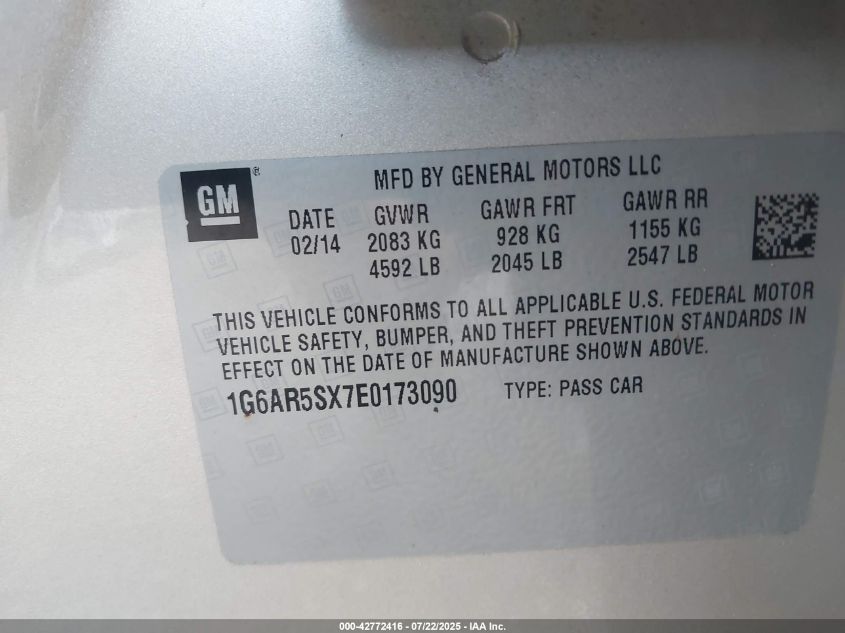 GM ®
MFD BY GENERAL MOTORS LLC
DATE GVWR GAWR FRT GAWR RR
02/14 2083 KG 928 KG 1155 KG
4592 LB 2045 LB 2547 LB
THIS VEHICLE CONFORMS TO ALL APPLICABLE U.S. FEDERAL MOTOR
VEHICLE SAFETY, BUMPER, AND THEFT PREVENTION STANDARDS IN
EFFECT ON THE DATE OF MANUFACTURE SHOWN ABOVE.
1G6AR5SX7E0173090 TYPE: PASS CAR
000-42772416 - 07/22/2025 - IAA Inc.